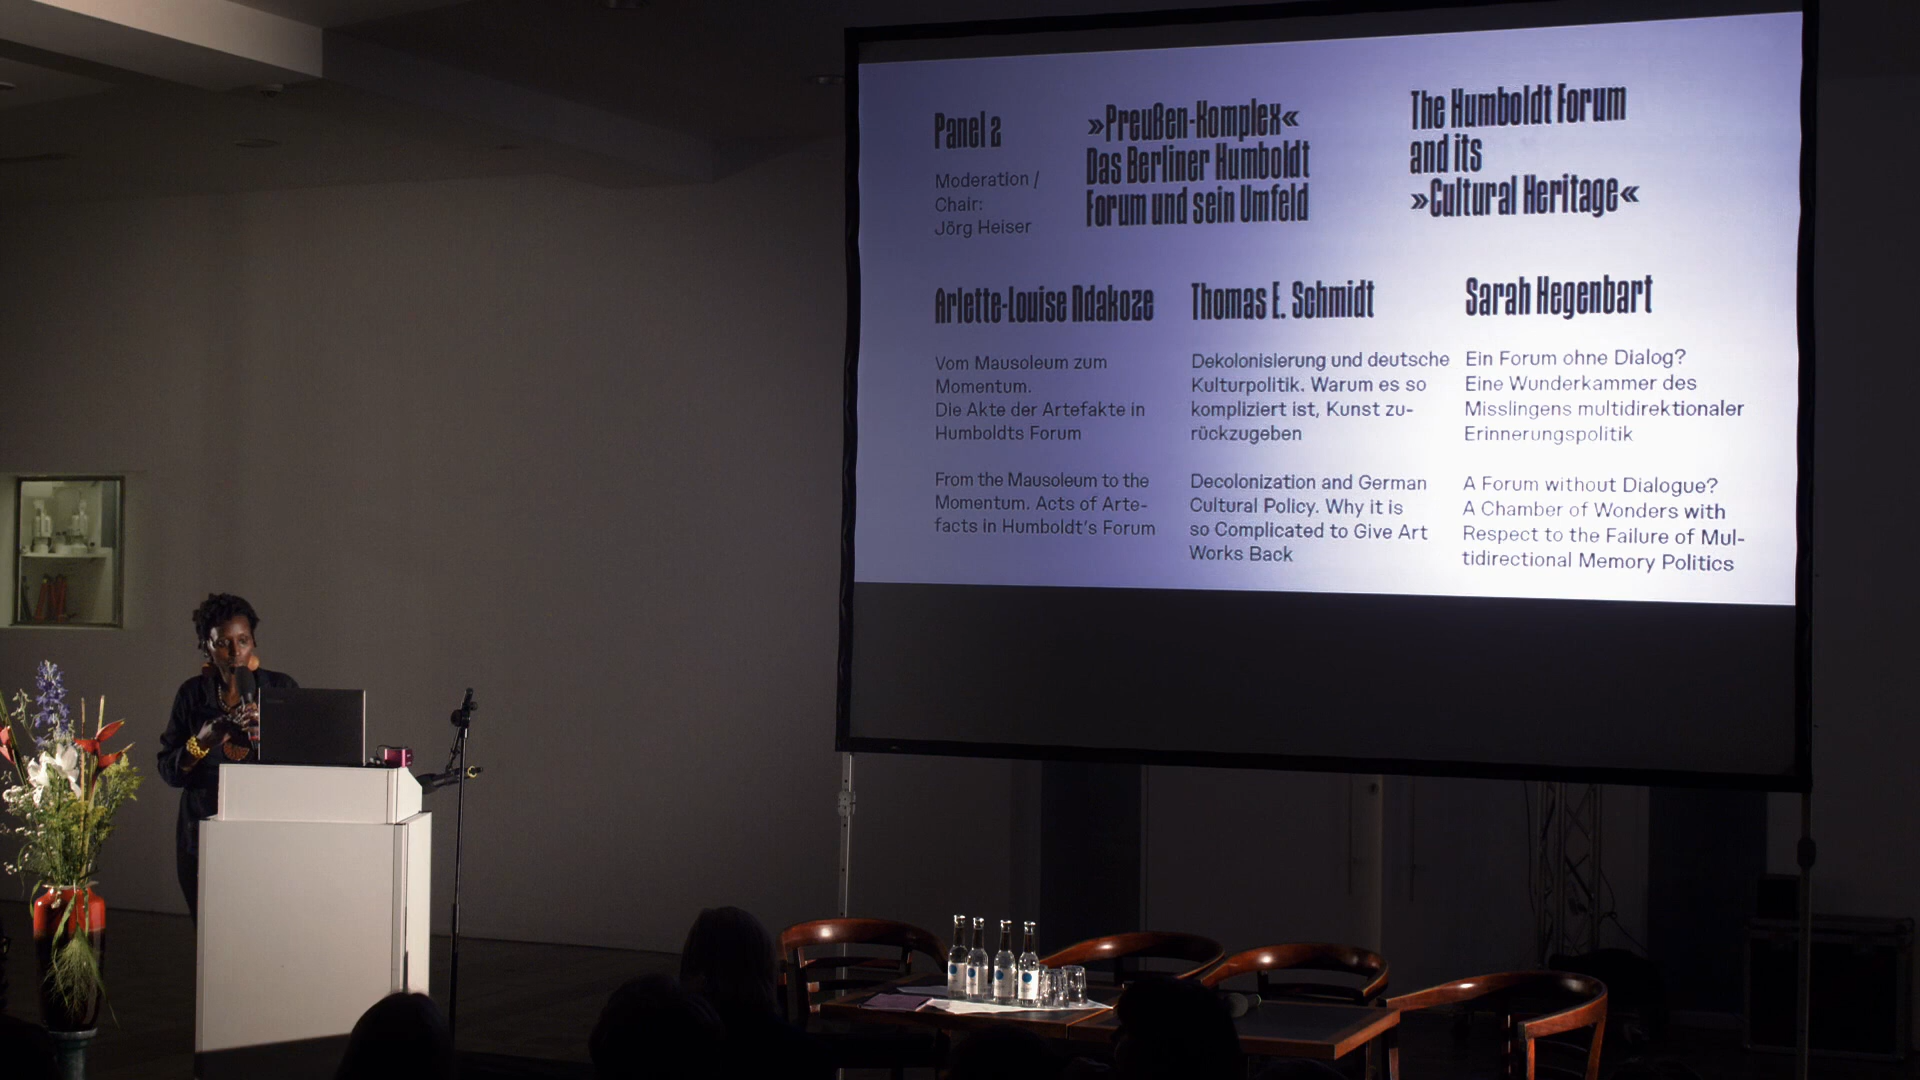 Panel 2
Moderation /
Chair:
Jörg Heiser
»Preußen-Komplex«
Das Berliner Humboldt
Forum und sein Umfeld
The Humboldt Forum
and its
»Cultural Heritage«
Arlette-Louise Ndakoze
Vom Mausoleum zum
Momentum.
Die Akte der Artefakte in
Humboldts Forum
From the Mausoleum to the
Momentum. Acts of Arte-
facts in Humboldt's Forum
Thomas E. Schmidt
Dekolonisierung und deutsche
Kulturpolitik. Warum es so
kompliziert ist, Kunst zu-
rückzugeben
Decolonization and German
Cultural Policy. Why it is
so Complicated to Give Art
Works Back
Sarah Hegenbart
Ein Forum ohne Dialog?
Eine Wunderkammer des
Misslingens multidirektionaler
Erinnerungspolitik
A Forum without Dialogue?
A Chamber of Wonders with
Respect to the Failure of Mul-
tidirectional Memory Politics